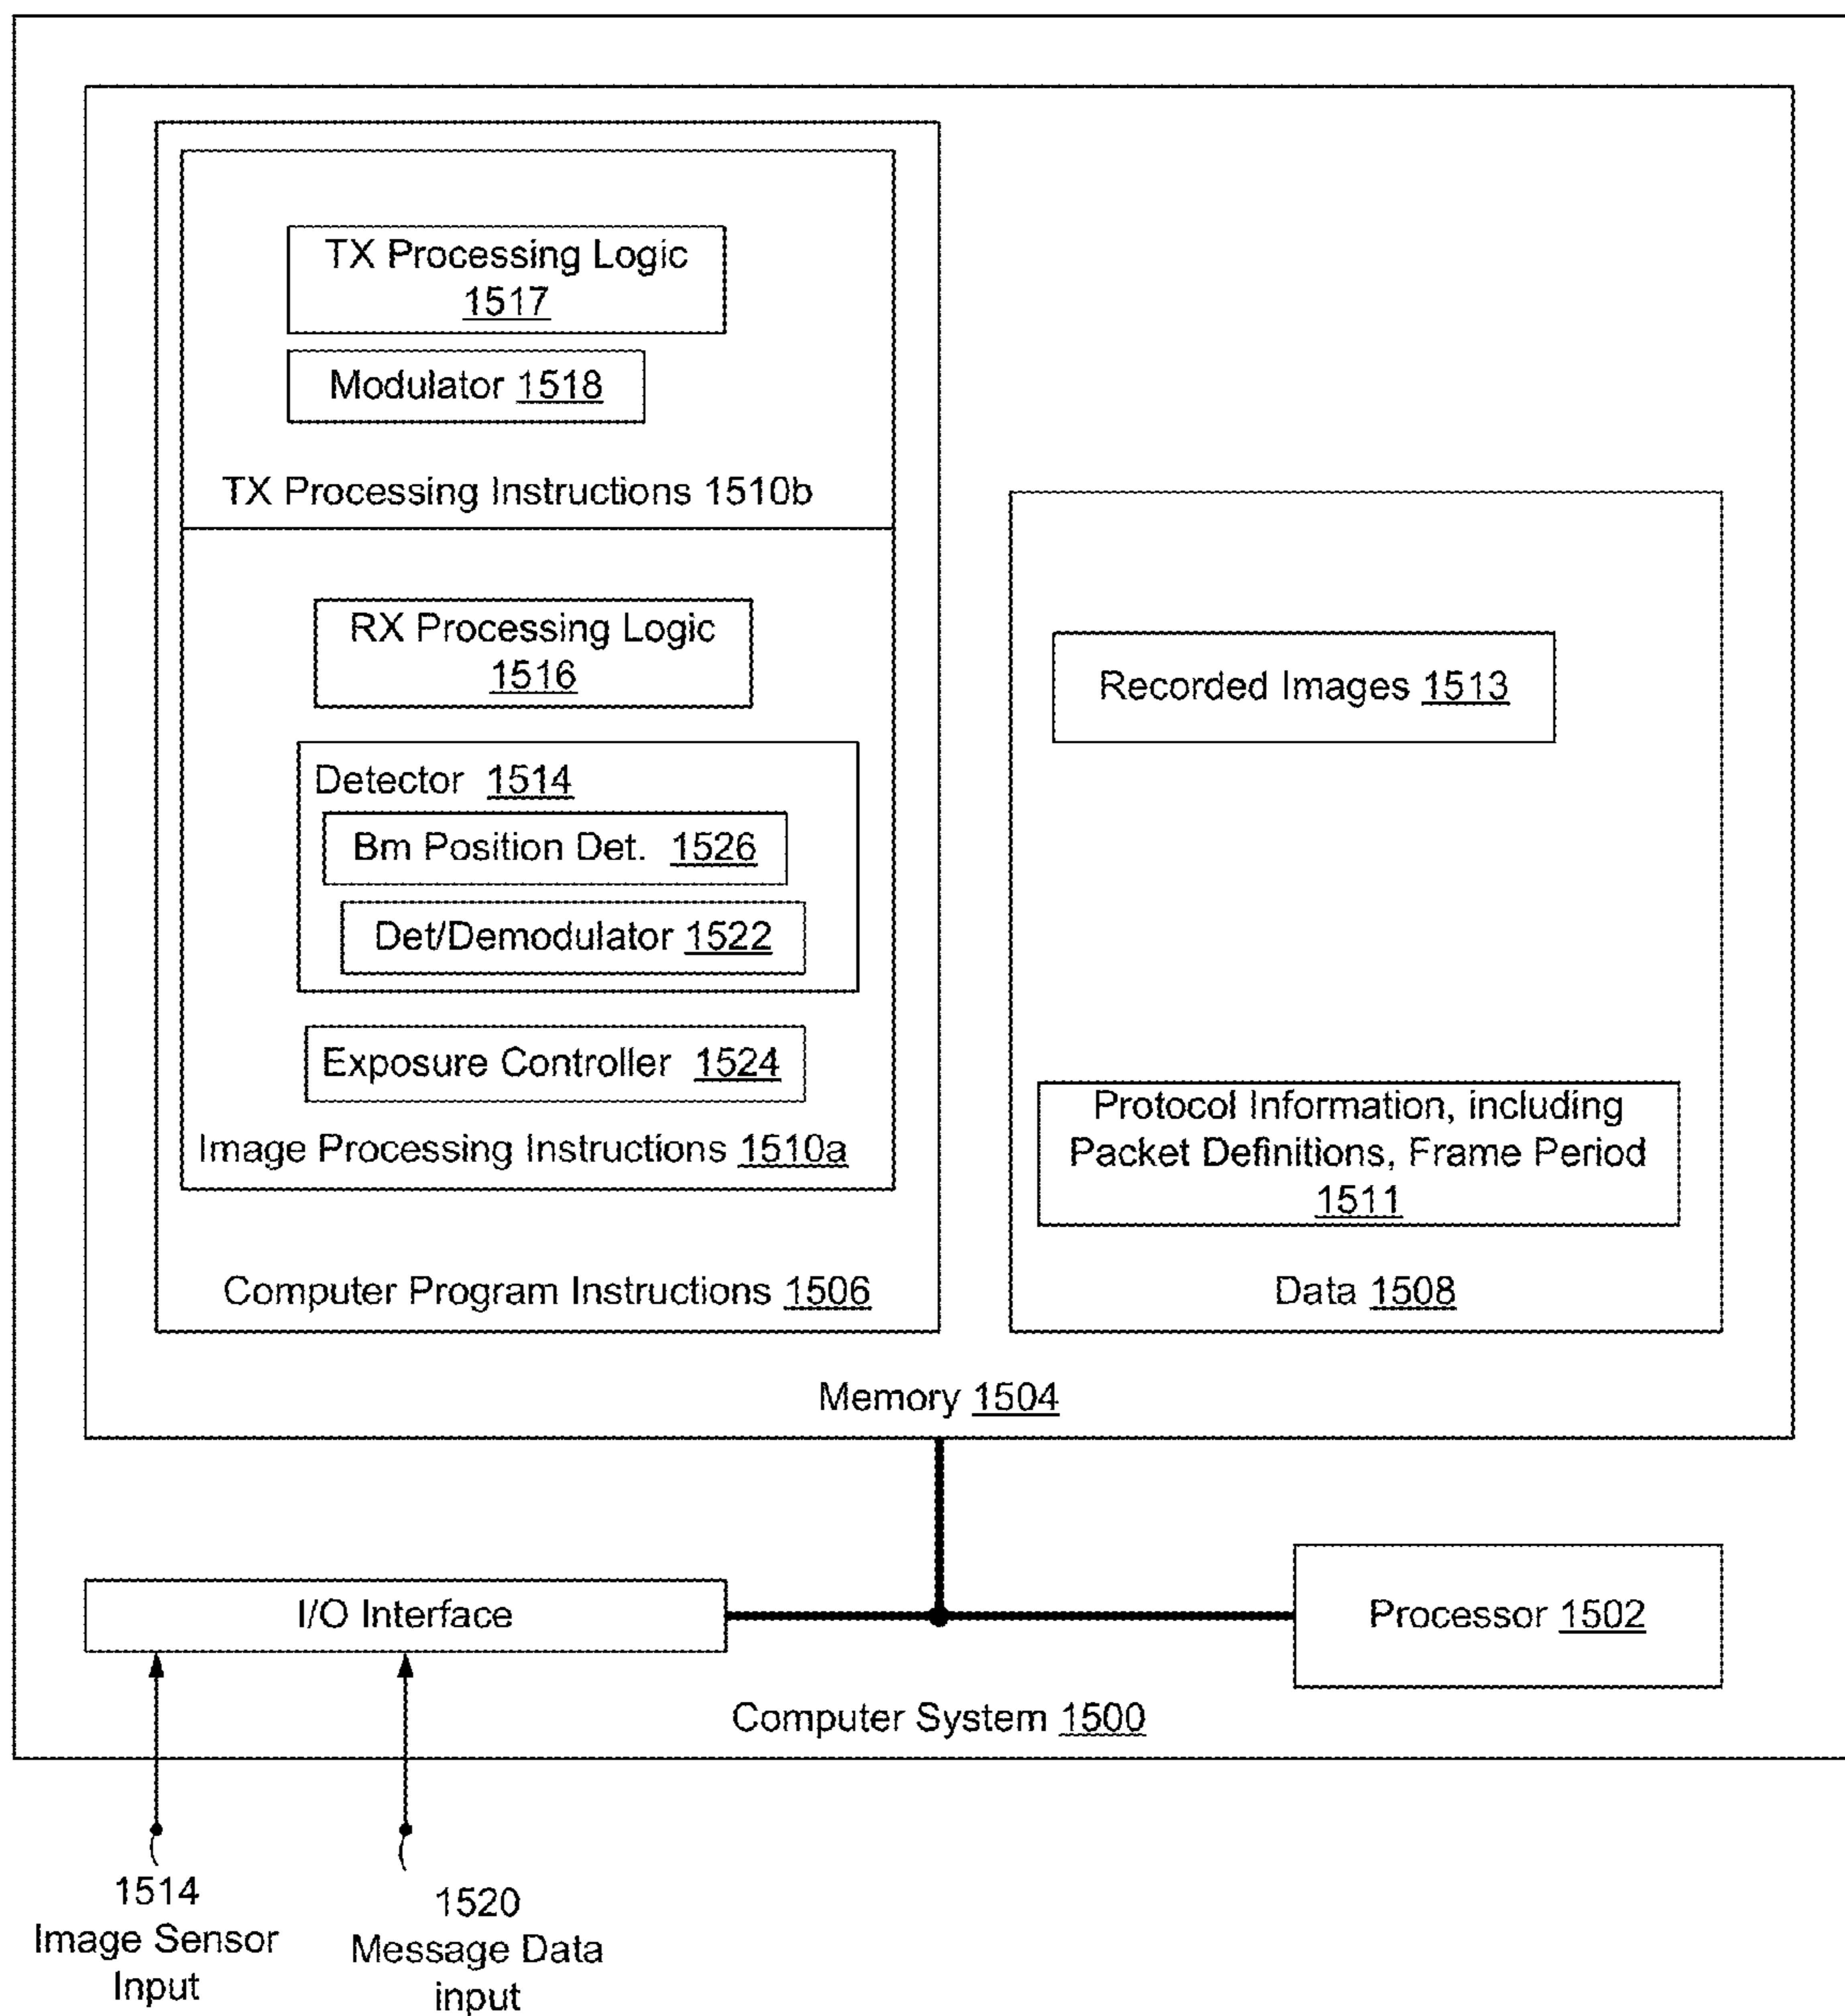 TX Processing Logic
1517
Modulator 1518
TX Processing Instructions 1510b
RX Processing Logic
1516
Detector 1514
Bm Position Det. 1526
Det/Demodulator 1522
Exposure Controller 1524
Image Processing Instructions 1510a
Computer Program Instructions 1506
Recorded Images 1513
Protocol Information, including
Packet Definitions, Frame Period
1511
Data 1508
Memory 1504
I/O Interface
Processor 1502
Computer System 1500
1514
Image Sensor
Input
1520
Message Data
input